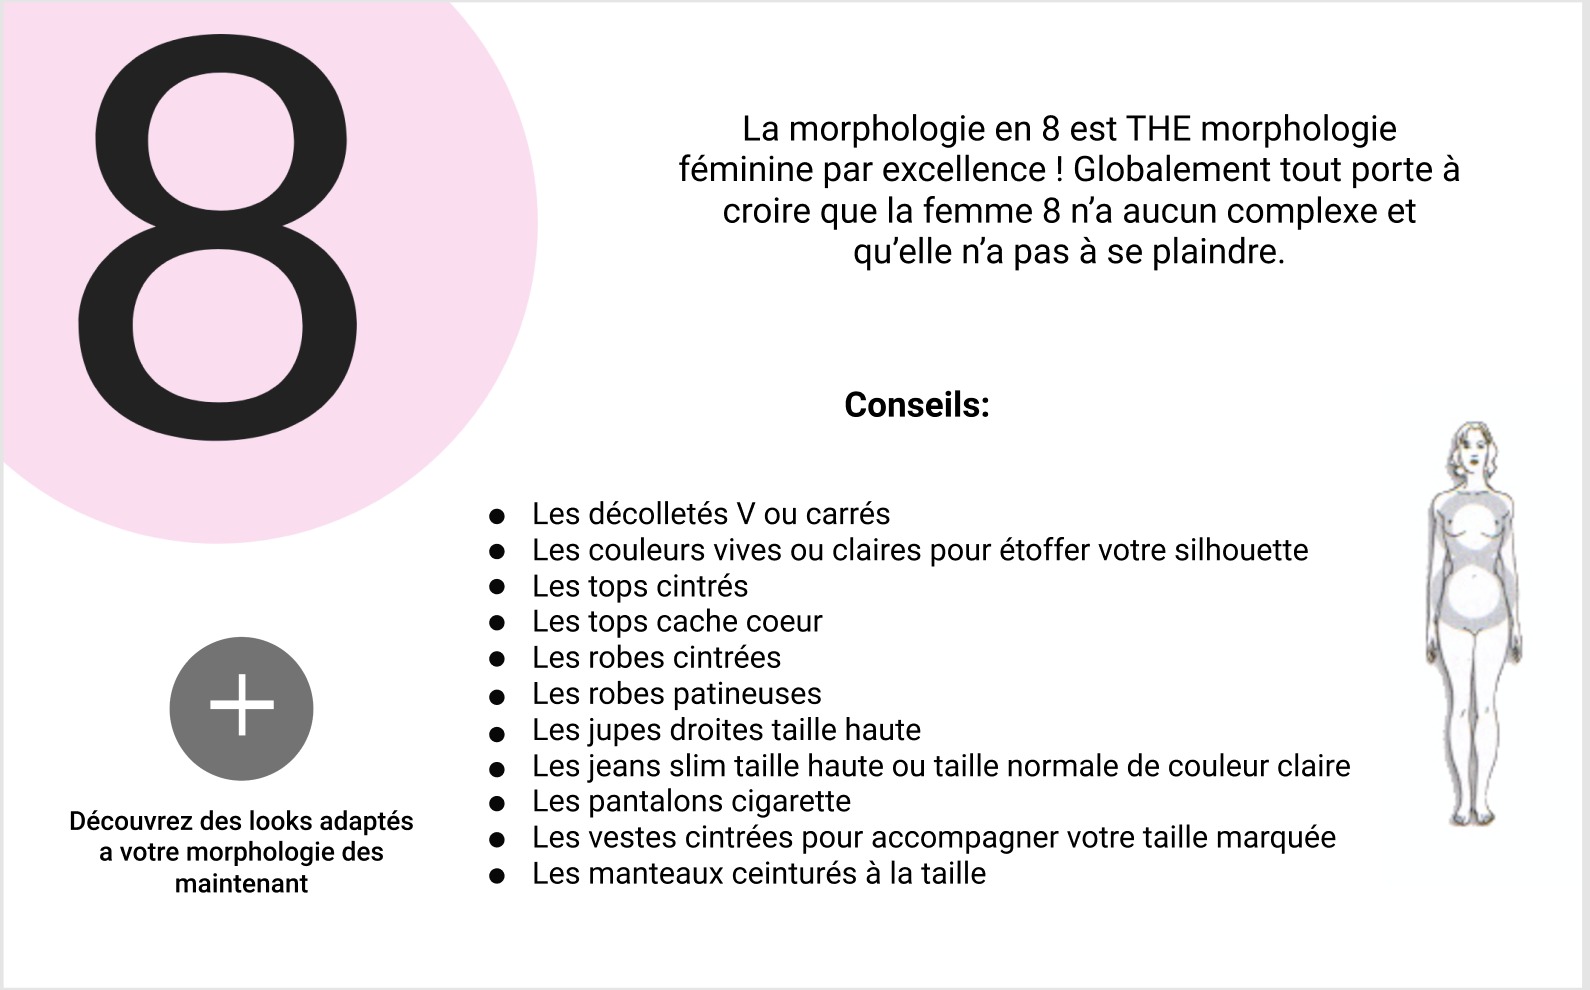 8
La morphologie en 8 est THE morphologie
féminine par excellence ! Globalement tout porte à
croire que la femme 8 n’a aucun complexe et
qu’elle n’a pas à se plaindre.
Conseils:
● Les décolletés V ou carrés
● Les couleurs vives ou claires pour étoffer votre silhouette
● Les tops cintrés
● Les tops cache coeur
● Les robes cintrées
● Les robes patineuses
● Les jupes droites taille haute
● Les jeans slim taille haute ou taille normale de couleur claire
● Les pantalons cigarette
● Les vestes cintrées pour accompagner votre taille marquée
● Les manteaux ceinturés à la taille
+
Découvrez des looks adaptés
a votre morphologie des
maintenant